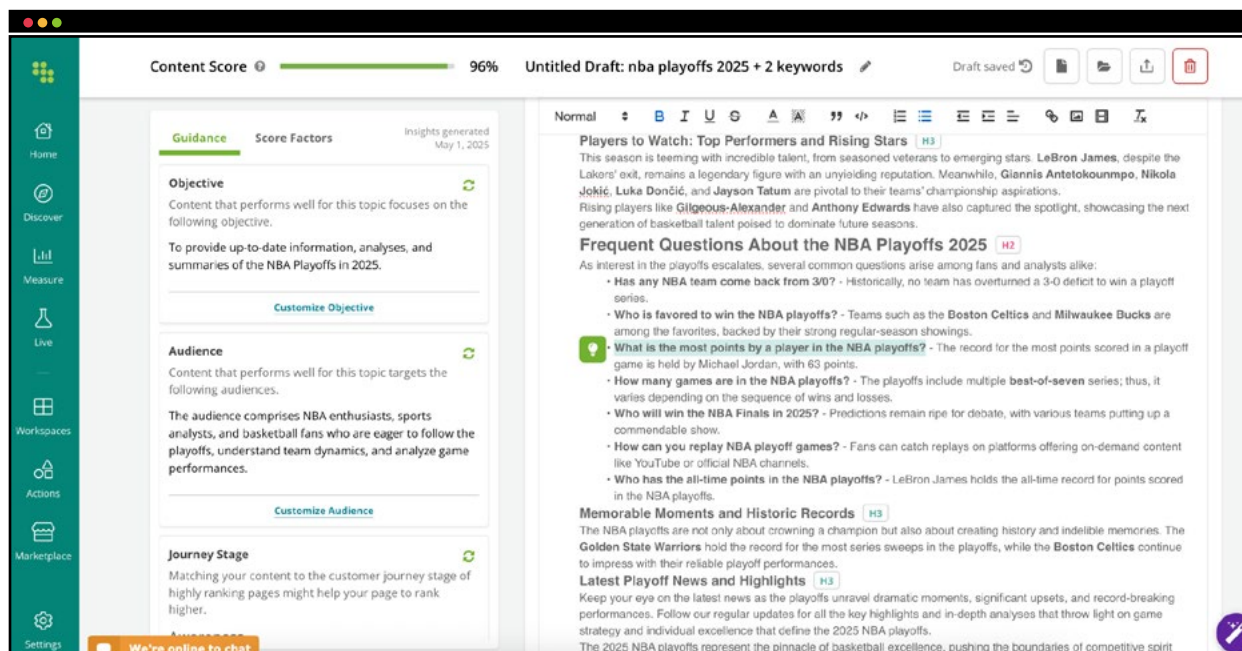 Content Score
96%
Untitled Draft: nba playoffs 2025 + 2 keywords
Draft saved
Home
Discover
Measure
Live
Workspaces
Actions
Marketplace
Settings
Guidance
Score Factors
Insights generated
May 1, 2025
Objective
Content that performs well for this topic focuses on the
following objective.
To provide up-to-date information, analyses, and
summaries of the NBA Playoffs in 2025.
Customize Objective
Audience
Content that performs well for this topic targets the
following audiences.
The audience comprises NBA enthusiasts, sports
analysts, and basketball fans who are eager to follow the
playoffs, understand team dynamics, and analyze game
performances.
Customize Audience
Journey Stage
Matching your content to the customer journey stage of
highly ranking pages might help your page to rank
higher.
Awareness
We're online to chat
Normal
B I U S A A
Players to Watch: Top Performers and Rising Stars H3
This season is teeming with incredible talent, from seasoned veterans to emerging stars. LeBron James, despite the
Lakers' exit, remains a legendary figure with an unyielding reputation. Meanwhile, Giannis Antetokounmpo, Nikola
Jokić, Luka Dončić, and Jayson Tatum are pivotal to their teams' championship aspirations.
Rising players like Gilgeous-Alexander and Anthony Edwards have also captured the spotlight, showcasing the next
generation of basketball talent poised to dominate future seasons.
Frequent Questions About the NBA Playoffs 2025 H2
As interest in the playoffs escalates, several common questions arise among fans and analysts alike:
• Has any NBA team come back from 3/0? - Historically, no team has overturned a 3-0 deficit to win a playoff
series.
• Who is favored to win the NBA playoffs? - Teams such as the Boston Celtics and Milwaukee Bucks are
among the favorites, backed by their strong regular-season showings.
• What is the most points by a player in the NBA playoffs? - The record for the most points scored in a playoff
game is held by Michael Jordan, with 63 points.
• How many games are in the NBA playoffs? - The playoffs include multiple best-of-seven series; thus, it
varies depending on the sequence of wins and losses.
• Who will win the NBA Finals in 2025? - Predictions remain ripe for debate, with various teams putting up a
commendable show.
• How can you replay NBA playoff games? - Fans can catch replays on platforms offering on-demand content
like YouTube or official NBA channels.
• Who has the all-time points in the NBA playoffs? - LeBron James holds the all-time record for points scored
in the NBA playoffs.
Memorable Moments and Historic Records H3
The NBA playoffs are not only about crowning a champion but also about creating history and indelible memories. The
Golden State Warriors hold the record for the most series sweeps in the playoffs, while the Boston Celtics continue
to impress with their reliable playoff performances.
Latest Playoff News and Highlights H3
Keep your eye on the latest news as the playoffs unravel dramatic moments, significant upsets, and record-breaking
performances. Follow our regular updates for all the key highlights and in-depth analyses that throw light on game
strategy and individual excellence that define the 2025 NBA playoffs.
The 2025 NBA playoffs represent the pinnacle of basketball excellence, pushing the boundaries of competitive spirit